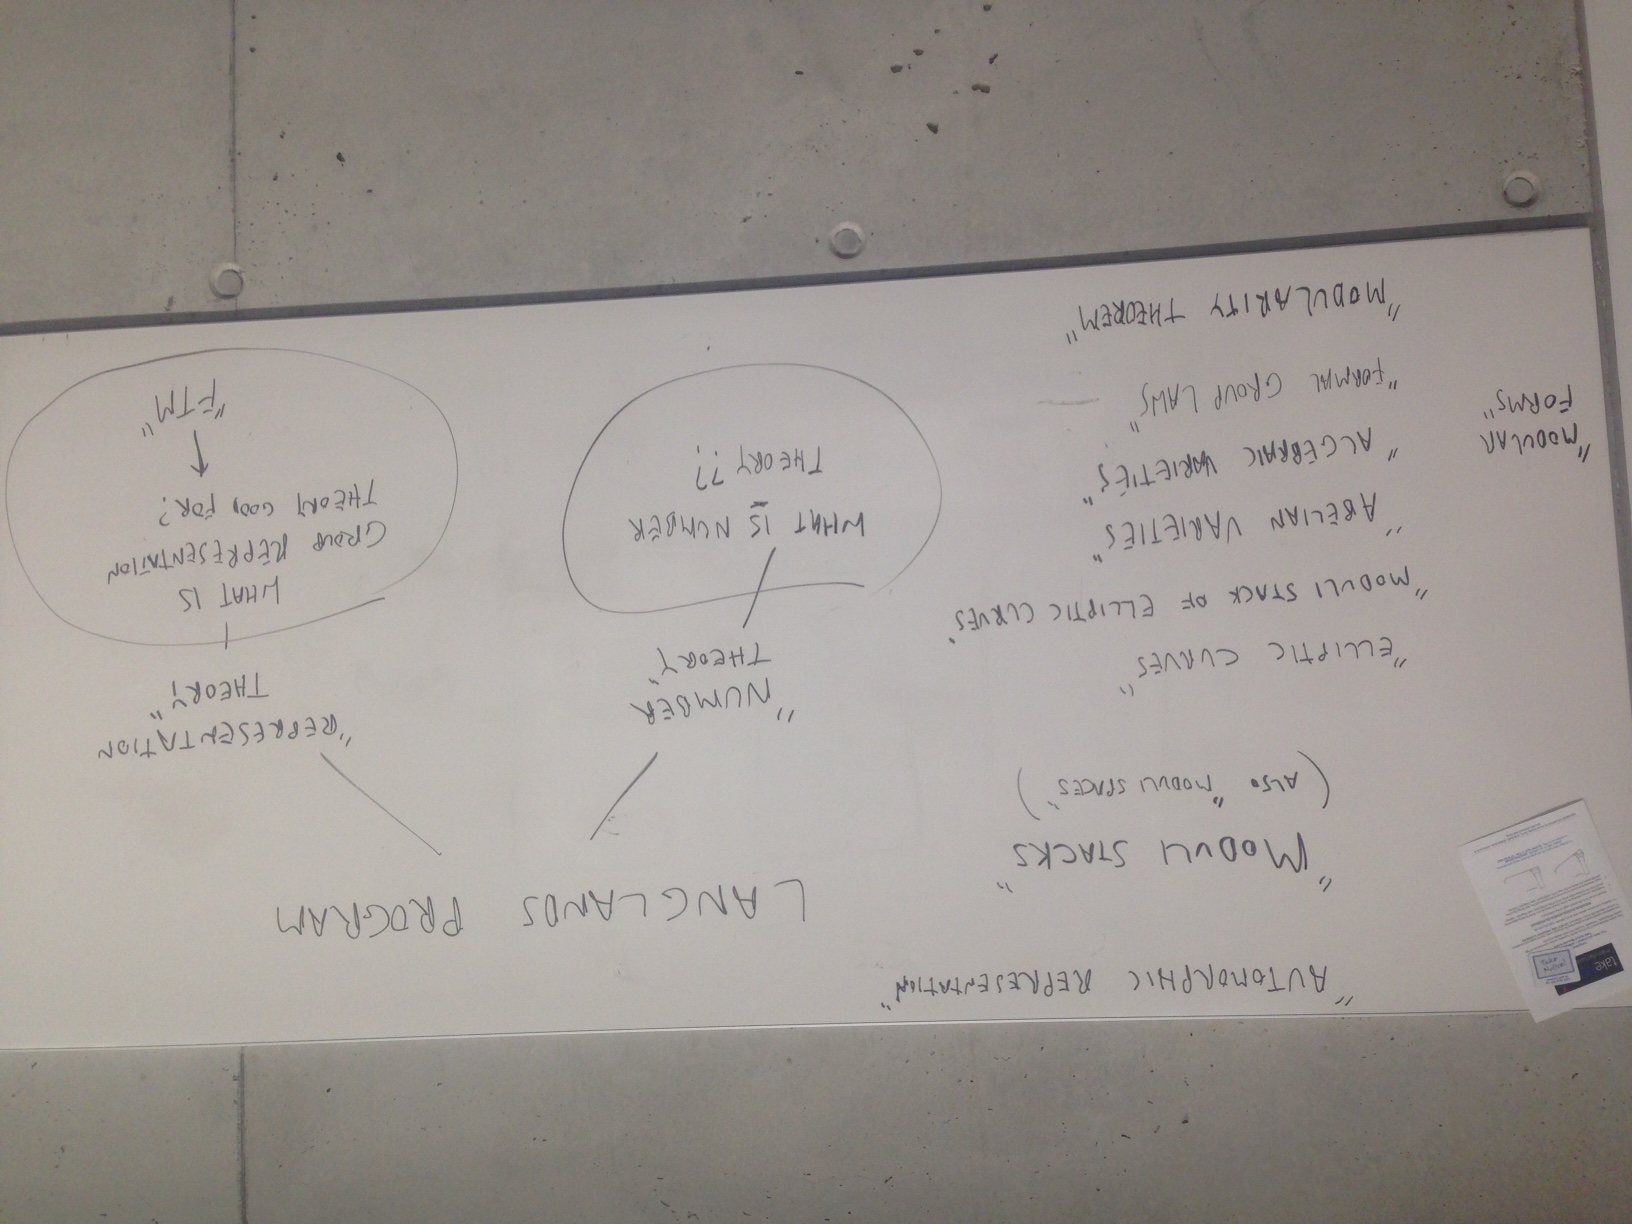 take
"AUTOMORPHIC REPRESENTATION"
"MODULI STACKS"
(ALSO "MODULI SPACES")
"ELLIPTIC CURVES"
"MODULI STACK OF ELLIPTIC CURVES"
"ABELIAN VARIETIES"
"ALGEBRAIC VARIETIES"
"MODULAR
FORMS"
"FORMAL GROUP LAWS"
"MODULARITY THEOREM"
LANGLANDS PROGRAM
"NUMBER
THEORY"
WHAT IS NUMBER
THEORY??
"REPRESENTATION
THEORY"
WHAT IS
GROUP REPRESENTATION
THEORY GOOD FOR?
"FTM"